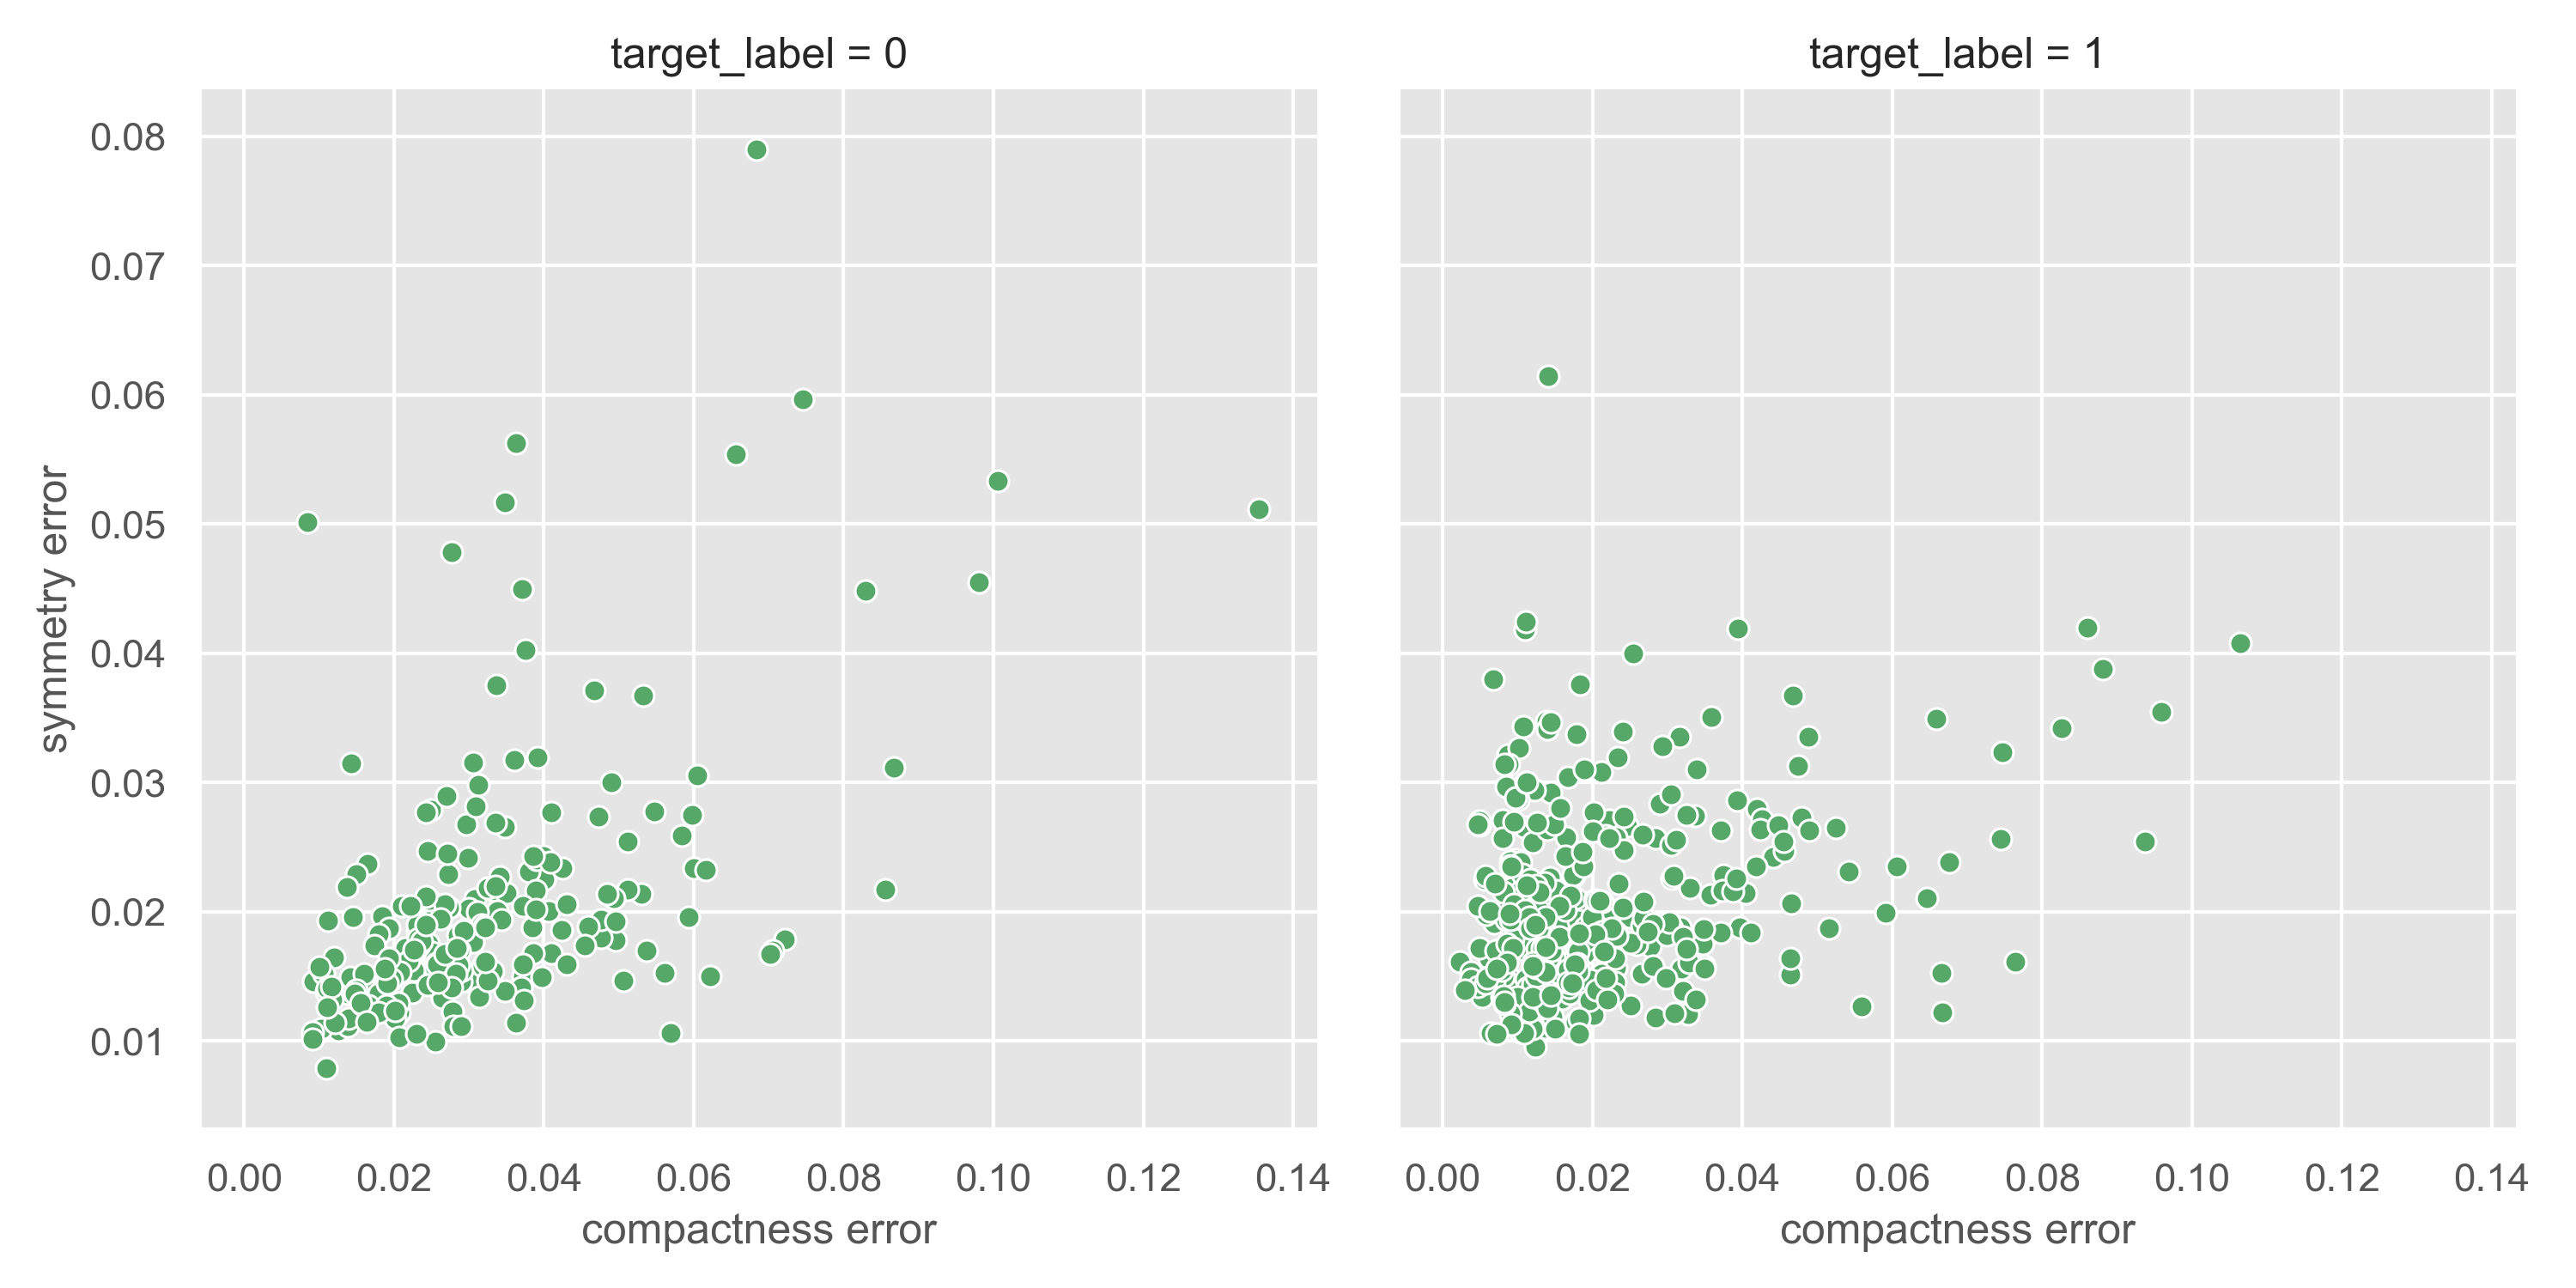 target_label = 0
target_label = 1
0.08
0.07
0.06
0.05
0.04
0.03
0.02
0.01
symmetry error
0.00 0.02 0.04 0.06 0.08 0.10 0.12 0.14
0.00 0.02 0.04 0.06 0.08 0.10 0.12 0.14
compactness error
compactness error